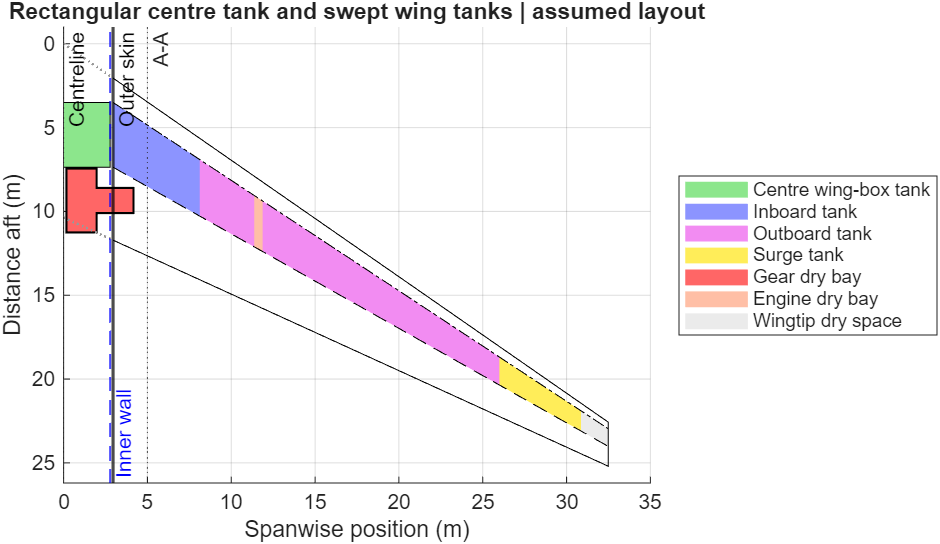 Rectangular centre tank and swept wing tanks | assumed layout
Centreline
Outer skin
A-A
Inner wall
0
5
10
15
20
25
Distance aft (m)
0
5
10
15
20
25
30
35
Spanwise position (m)
Centre wing-box tank
Inboard tank
Outboard tank
Surge tank
Gear dry bay
Engine dry bay
Wingtip dry space